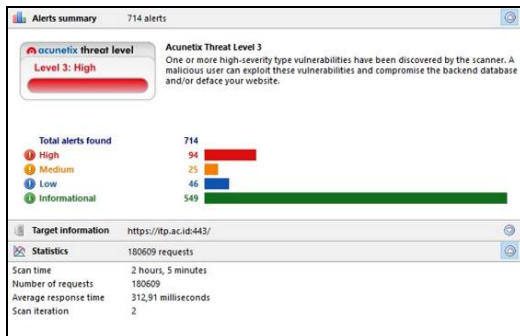 Alerts summary 714 alerts
acunetix threat level
Level 3: High
Acunetix Threat Level 3
One or more high-severity type vulnerabilities have been discovered by the scanner. A
malicious user can exploit these vulnerabilities and compromise the backend database
and/or deface your website.
Total alerts found 714
High 94
Medium 25
Low 46
Informational 549
Target information https://itp.ac.id:443/
Statistics 180609 requests
Scan time 2 hours, 5 minutes
Number of requests 180609
Average response time 312,91 milliseconds
Scan iteration 2